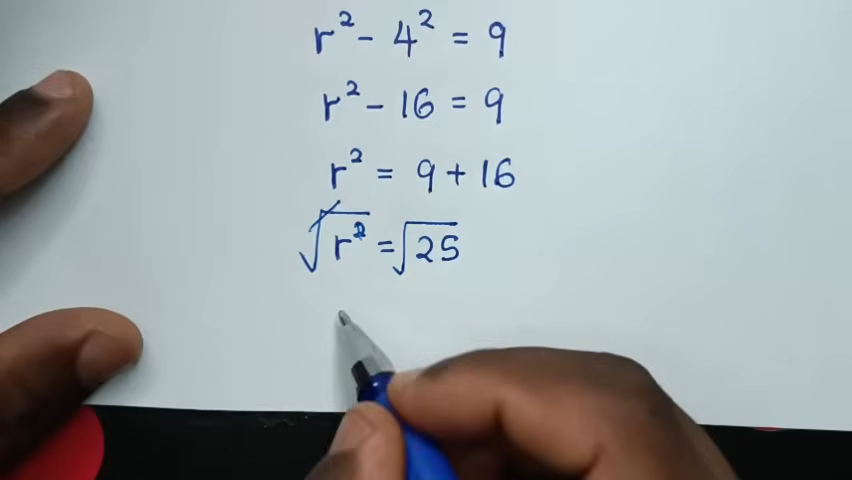 r² - 4² = 9
r² - 16 = 9
r² = 9 + 16
√r² = √25